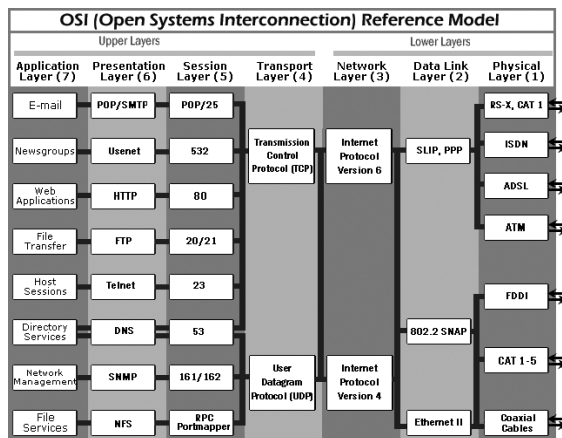 OSI (Open Systems Interconnection) Reference Model
Upper Layers
Lower Layers
Application
Layer (7)
Presentation
Layer (6)
Session
Layer (5)
Transport
Layer (4)
Network
Layer (3)
Data Link
Layer (2)
Physical
Layer (1)
E-mail
POP/SMTP
POP/25
Newsgroups
Usenet
532
Web
Applications
HTTP
80
File
Transfer
FTP
20/21
Host
Sessions
Telnet
23
Directory
Services
DNS
53
Network
Management
SNMP
161/162
File
Services
NFS
RPC
Portmapper
Transmission
Control
Protocol (TCP)
User
Datagram
Protocol (UDP)
Internet
Protocol
Version 6
Internet
Protocol
Version 4
SLIP, PPP
802.2 SNAP
Ethernet II
RS-X, CAT 1
ISDN
ADSL
ATM
FDDI
CAT 1-5
Coaxial
Cables